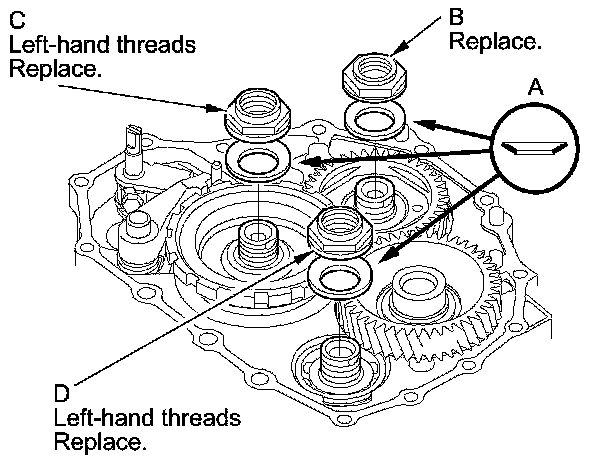 C
Left-hand threads
Replace.
B
Replace.
A
D
Left-hand threads
Replace.